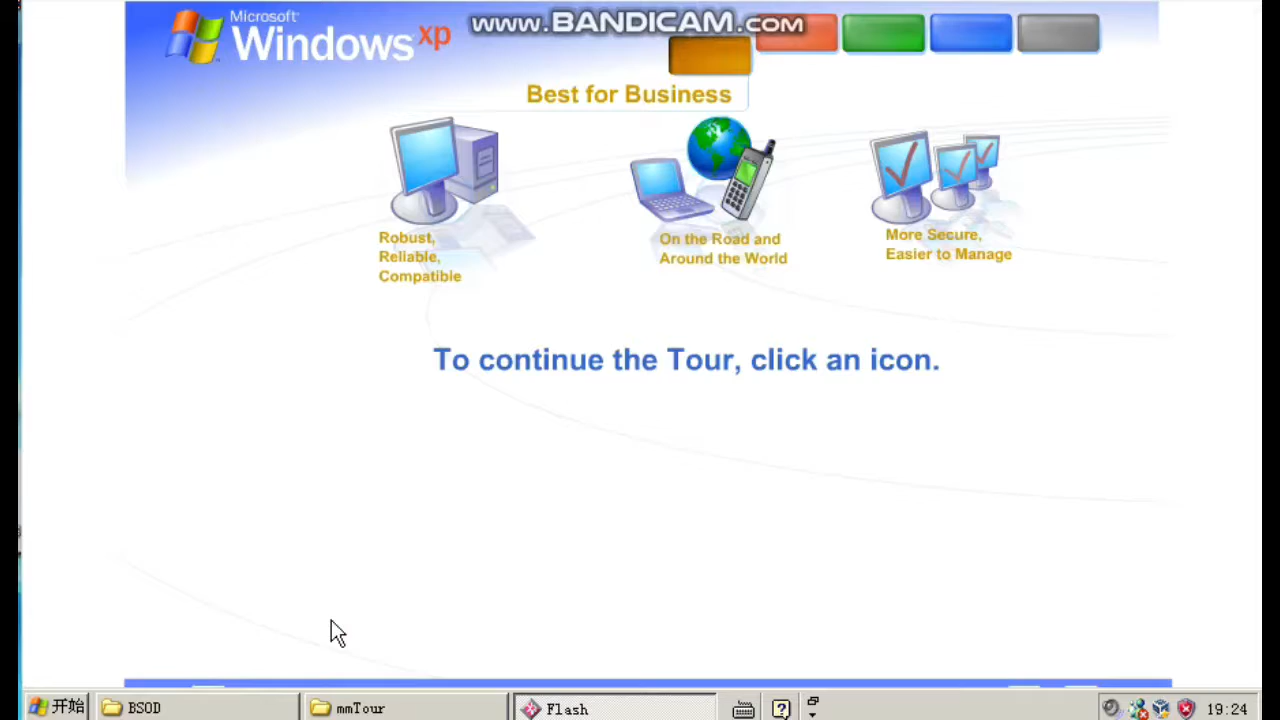 Microsoft
Windows xp
www.BANDICAM.com
Best for Business
Robust,
Reliable,
Compatible
On the Road and
Around the World
More Secure,
Easier to Manage
To continue the Tour, click an icon.
开始
BSOD
mmTour
Flash
19:24